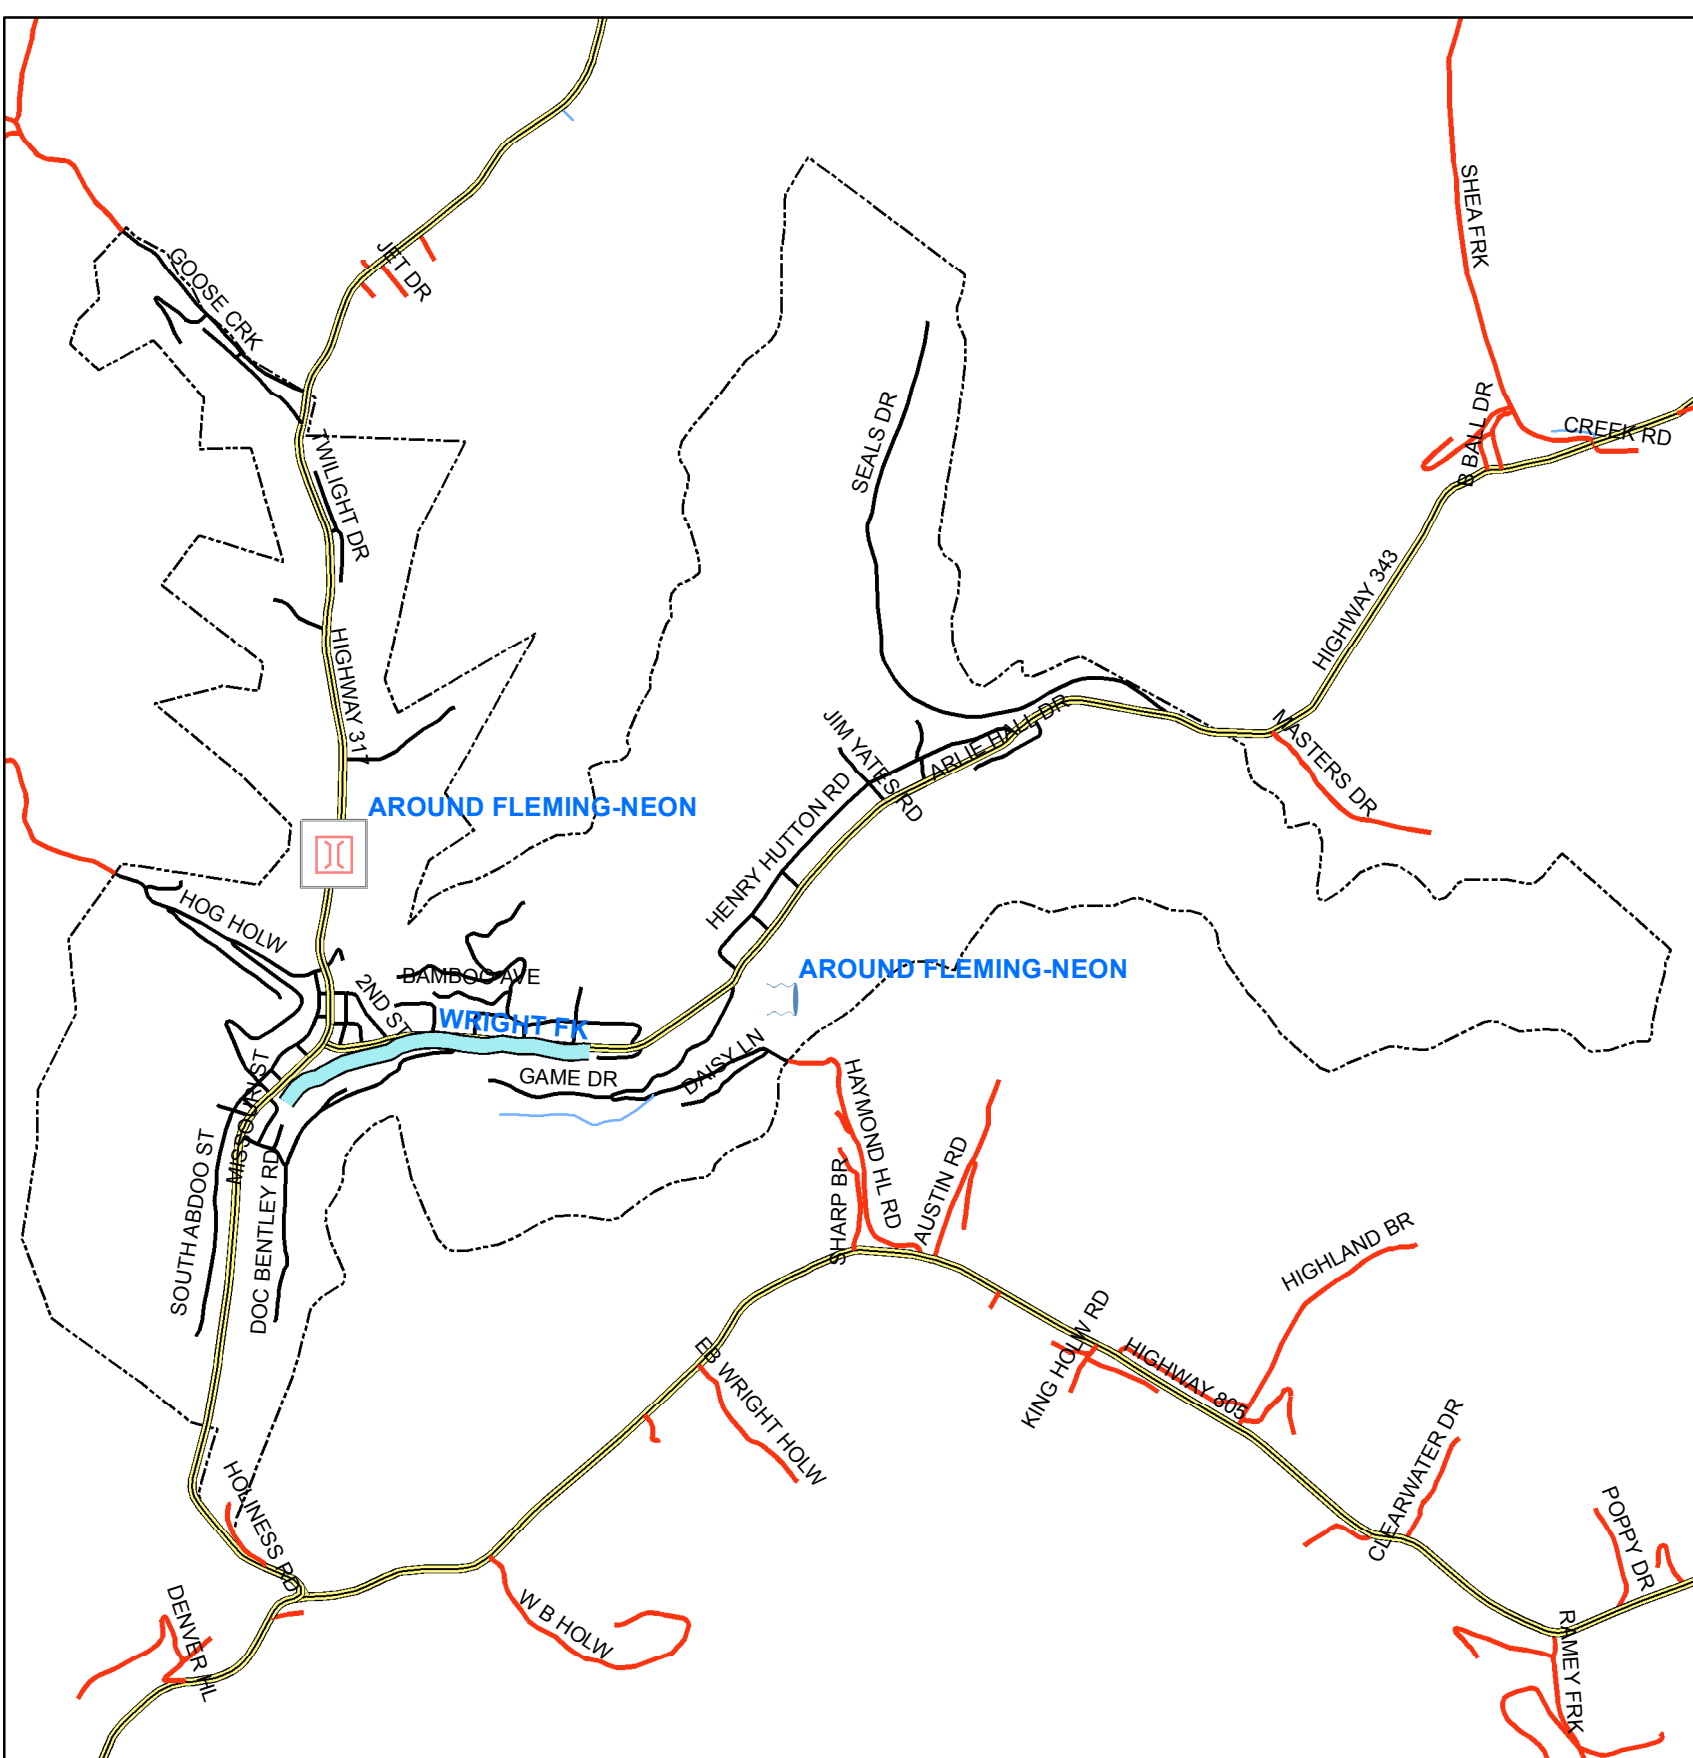 SHEA FRK
JET DR
GOOSE CRK
B BALL DR
CREEK RD
SEALS DR
TWILIGHT DR
HIGHWAY 343
HIGHWAY 317
JIM YATES RD
ARLIE HALL DR
MASTERS DR
AROUND FLEMING-NEON
HENRY HUTTON RD
HOG HOLW
BAMBOO AVE
AROUND FLEMING-NEON
2ND ST
WRIGHT FK
GAME DR
DAISY LN
MISSOURI ST
HAYMOND HL RD
SOUTH ABDOO ST
DOC BENTLEY RD
SHARP BR
AUSTIN RD
HIGHLAND BR
KING HOLW RD
HIGHWAY 805
EB WRIGHT HOLW
CLEARWATER DR
HOLINESS RD
POPPY DR
W B HOLW
DENVER HL
RAMEY FRK